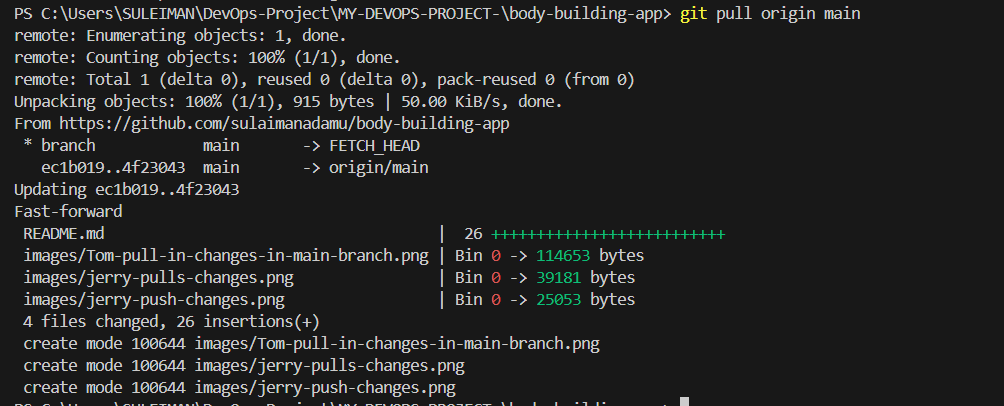 PS C:\Users\SULEIMAN\DevOps-Project\MY-DEVOPS-PROJECT-\body-building-app> git pull origin main
remote: Enumerating objects: 1, done.
remote: Counting objects: 100% (1/1), done.
remote: Total 1 (delta 0), reused 0 (delta 0), pack-reused 0 (from 0)
Unpacking objects: 100% (1/1), 915 bytes | 50.00 KiB/s, done.
From https://github.com/sulaimanadamu/body-building-app
 * branch            main       -> FETCH_HEAD
   ec1b019..4f23043  main       -> origin/main
Updating ec1b019..4f23043
Fast-forward
 README.md                                  |  26 ++++++++++++++++++++++++++
 images/Tom-pull-in-changes-in-main-branch.png | Bin 0 -> 114653 bytes
 images/jerry-pulls-changes.png                | Bin 0 -> 39181 bytes
 images/jerry-push-changes.png                 | Bin 0 -> 25053 bytes
 4 files changed, 26 insertions(+)
 create mode 100644 images/Tom-pull-in-changes-in-main-branch.png
 create mode 100644 images/jerry-pulls-changes.png
 create mode 100644 images/jerry-push-changes.png